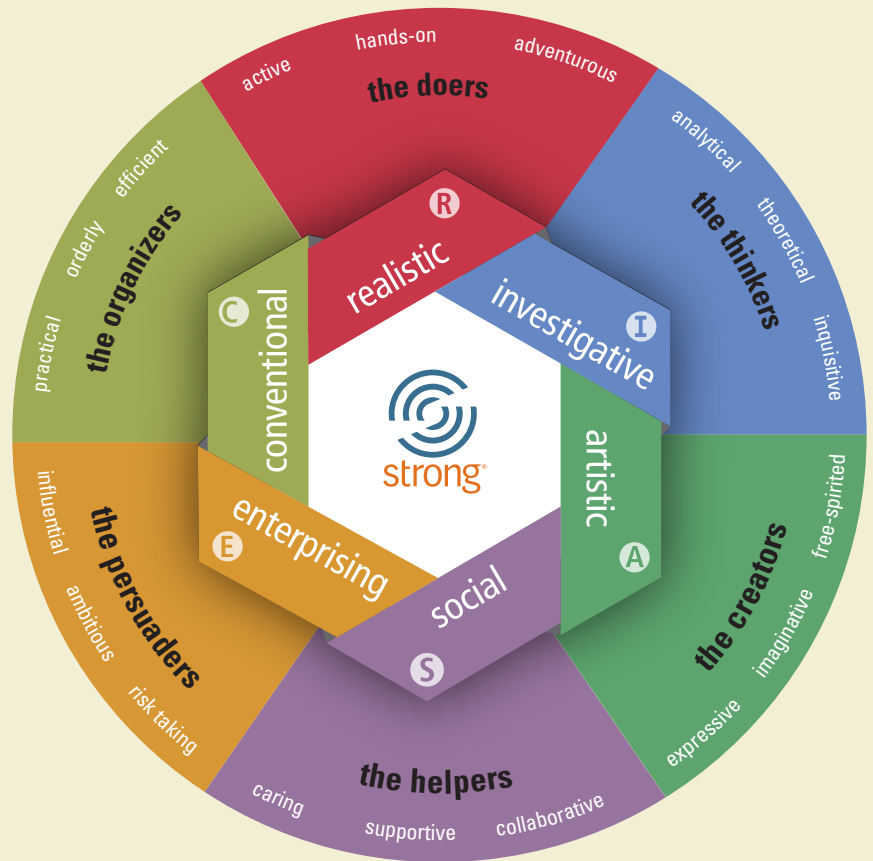 active
hands-on
adventurous
the doers
R
realistic
analytical
theoretical
inquisitive
the thinkers
I
investigative
free-spirited
imaginative
expressive
the creators
A
artistic
caring
supportive
collaborative
the helpers
S
social
influential
ambitious
risk taking
the persuaders
E
enterprising
practical
orderly
efficient
the organizers
C
conventional
strong®